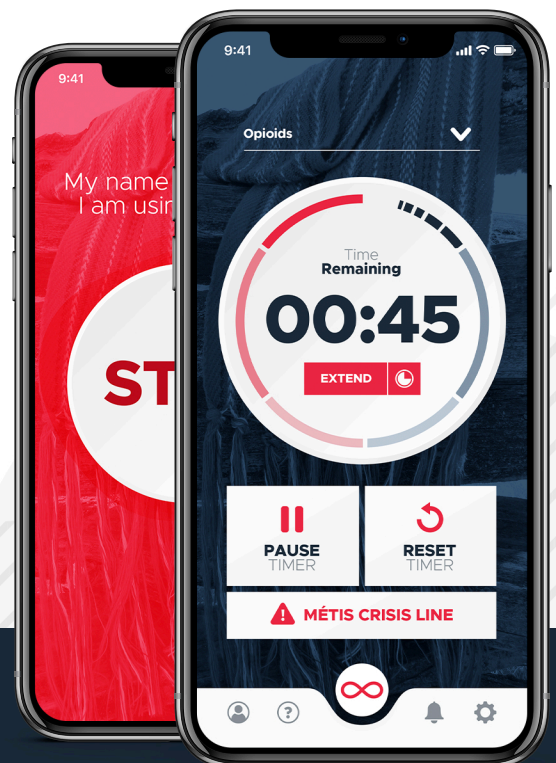 9:41
My name
I am usin
ST
9:41
Opioids
Time
Remaining
00:45
EXTEND
PAUSE
TIMER
RESET
TIMER
MÉTIS CRISIS LINE